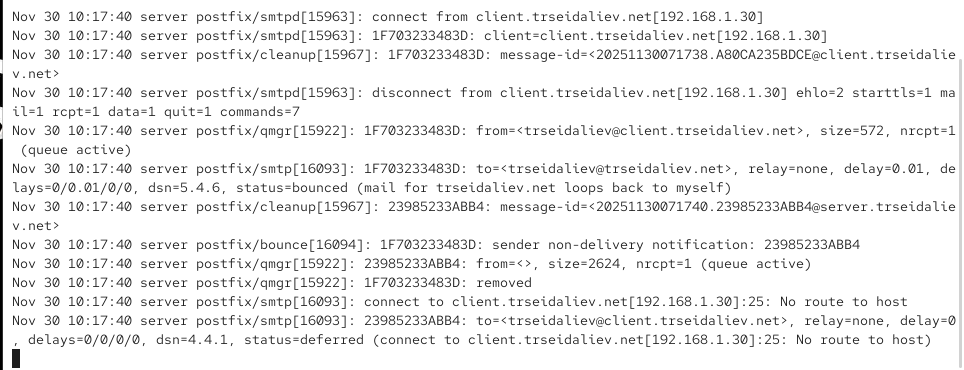 Nov 30 10:17:40 server postfix/smtpd[15963]: connect from client.trseidaliev.net[192.168.1.30]
Nov 30 10:17:40 server postfix/smtpd[15963]: 1F703233483D: client=client.trseidaliev.net[192.168.1.30]
Nov 30 10:17:40 server postfix/cleanup[15967]: 1F703233483D: message-id=<20251130071738.A80CA235BDCE@client.trseidalie
v.net>
Nov 30 10:17:40 server postfix/smtpd[15963]: disconnect from client.trseidaliev.net[192.168.1.30] ehlo=2 starttls=1 ma
il=1 rcpt=1 data=1 quit=1 commands=7
Nov 30 10:17:40 server postfix/qmgr[15922]: 1F703233483D: from=<trseidaliev@client.trseidaliev.net>, size=572, nrcpt=1
 (queue active)
Nov 30 10:17:40 server postfix/smtp[16093]: 1F703233483D: to=<trseidaliev@trseidaliev.net>, relay=none, delay=0.01, de
lays=0/0.01/0/0, dsn=5.4.6, status=bounced (mail for trseidaliev.net loops back to myself)
Nov 30 10:17:40 server postfix/cleanup[15967]: 23985233ABB4: message-id=<20251130071740.23985233ABB4@server.trseidalie
v.net>
Nov 30 10:17:40 server postfix/bounce[16094]: 1F703233483D: sender non-delivery notification: 23985233ABB4
Nov 30 10:17:40 server postfix/qmgr[15922]: 23985233ABB4: from=<>, size=2624, nrcpt=1 (queue active)
Nov 30 10:17:40 server postfix/qmgr[15922]: 1F703233483D: removed
Nov 30 10:17:40 server postfix/smtp[16093]: connect to client.trseidaliev.net[192.168.1.30]:25: No route to host
Nov 30 10:17:40 server postfix/smtp[16093]: 23985233ABB4: to=<trseidaliev@client.trseidaliev.net>, relay=none, delay=0
, delays=0/0/0/0, dsn=4.4.1, status=deferred (connect to client.trseidaliev.net[192.168.1.30]:25: No route to host)